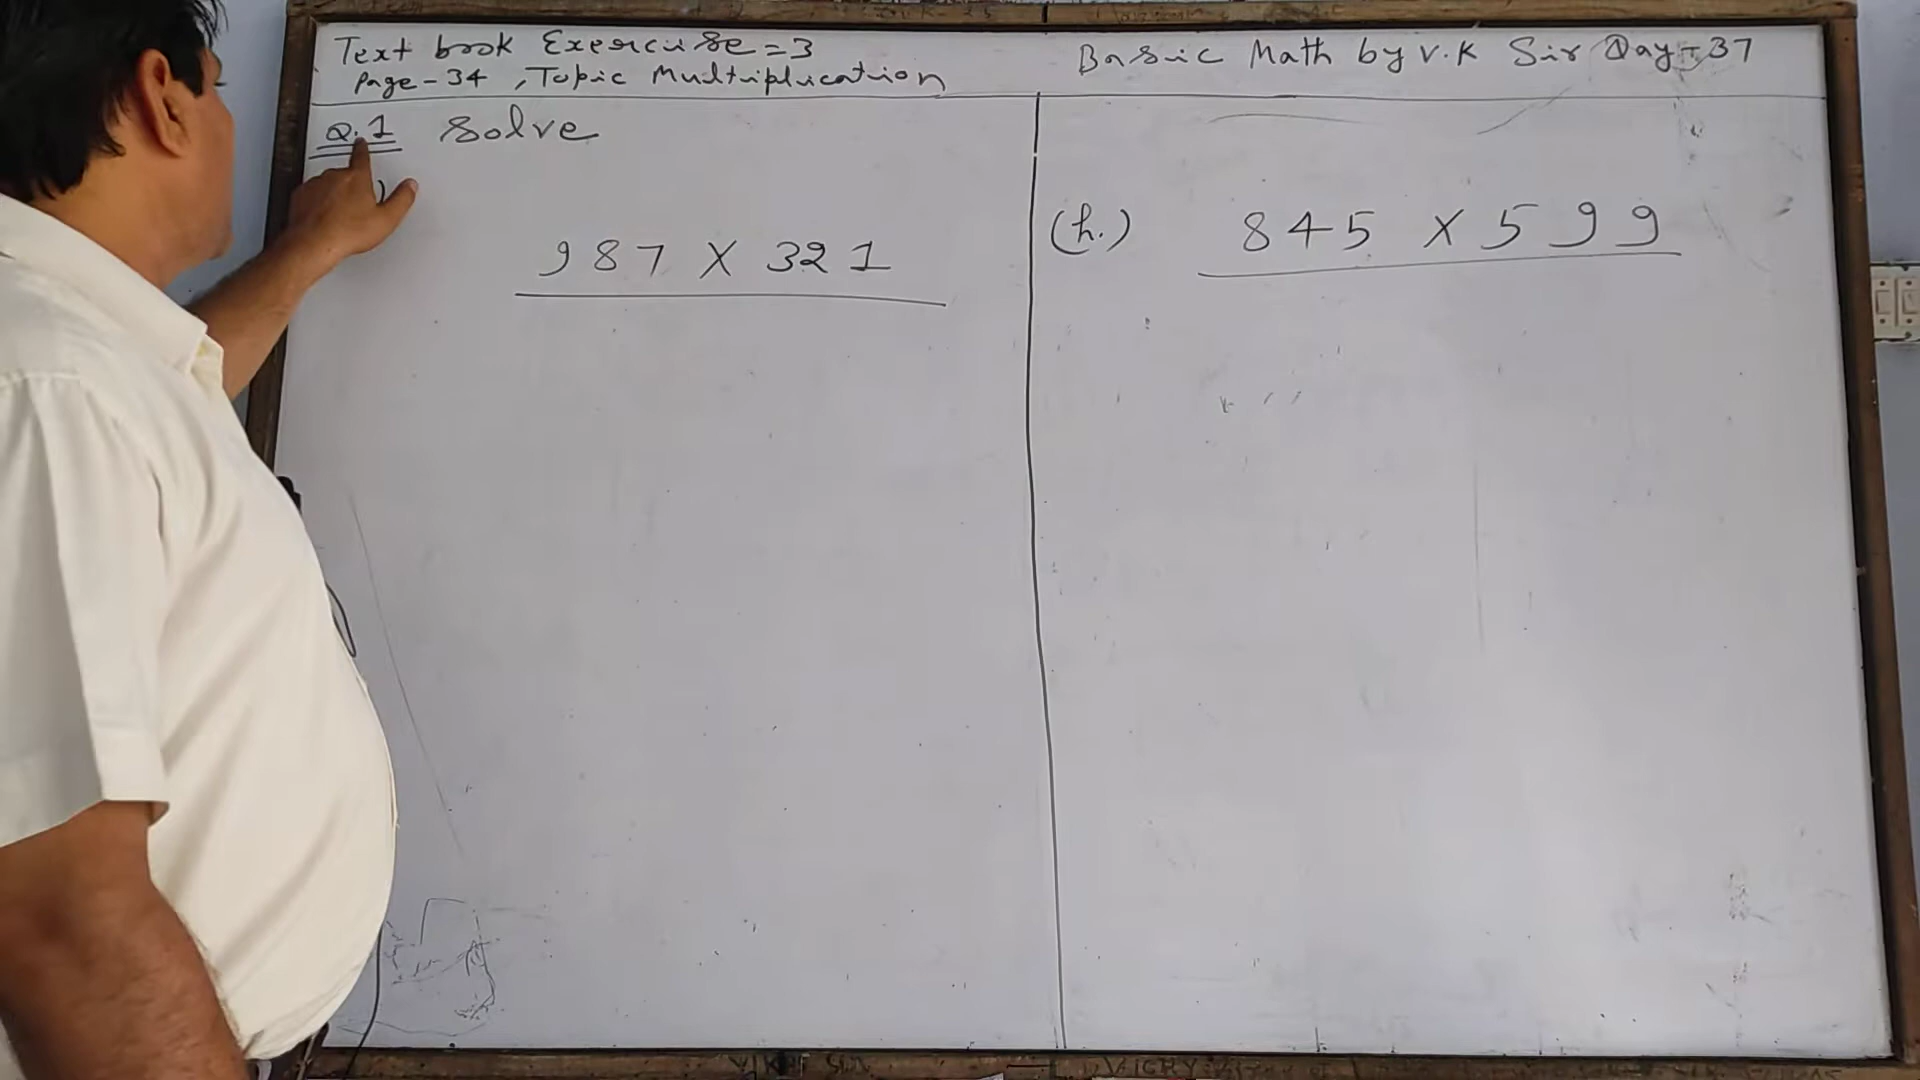 Text book Exercise=3
Page-34, Topic Multiplication
Basic Math by V.K Sir Day-37
Q.1 Solve
)
987 X 321
(h.) 845 X 599